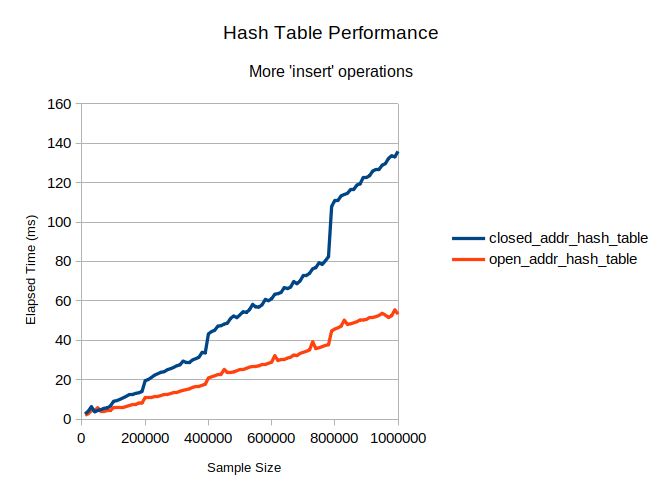 Hash Table Performance
More 'insert' operations
160
140
120
100
80
60
40
20
0
Elapsed Time (ms)
0 200000 400000 600000 800000 1000000
Sample Size
closed_addr_hash_table
open_addr_hash_table